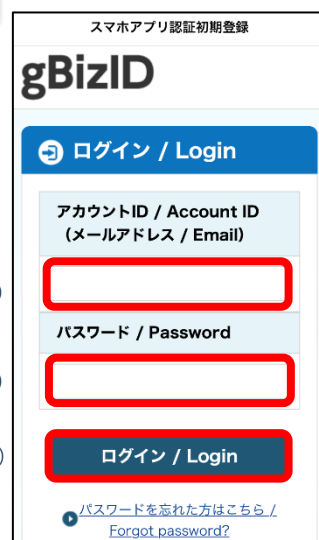 スマホアプリ認証初期登録
gBizID
ログイン / Login
アカウントID / Account ID
（メールアドレス / Email）
パスワード / Password
ログイン / Login
パスワードを忘れた方はこちら /
Forgot password?